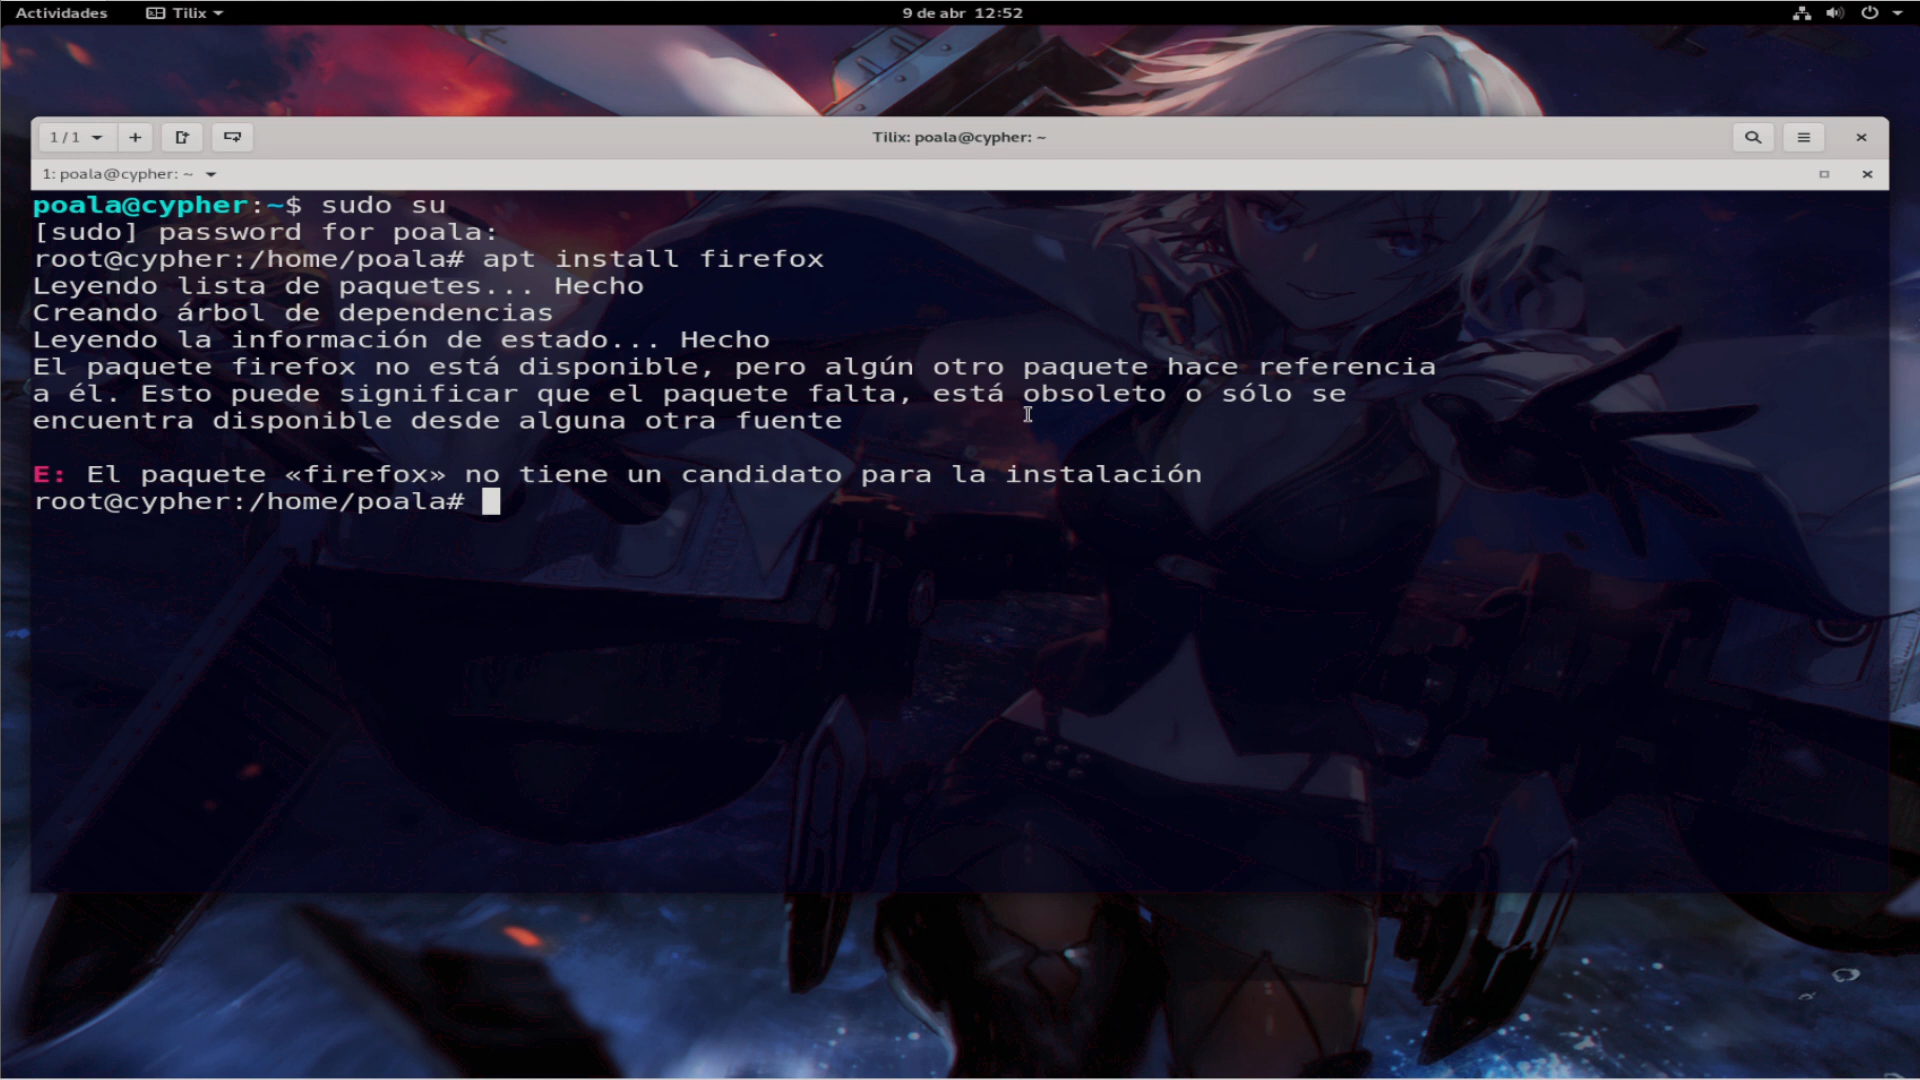 Actividades Tilix 9 de abr 12:52
1 / 1 Tilix: poala@cypher: ~
1: poala@cypher: ~
poala@cypher:~$ sudo su
[sudo] password for poala:
root@cypher:/home/poala# apt install firefox
Leyendo lista de paquetes... Hecho
Creando árbol de dependencias
Leyendo la información de estado... Hecho
El paquete firefox no está disponible, pero algún otro paquete hace referencia
a él. Esto puede significar que el paquete falta, está obsoleto o sólo se
encuentra disponible desde alguna otra fuente
E: El paquete «firefox» no tiene un candidato para la instalación
root@cypher:/home/poala#